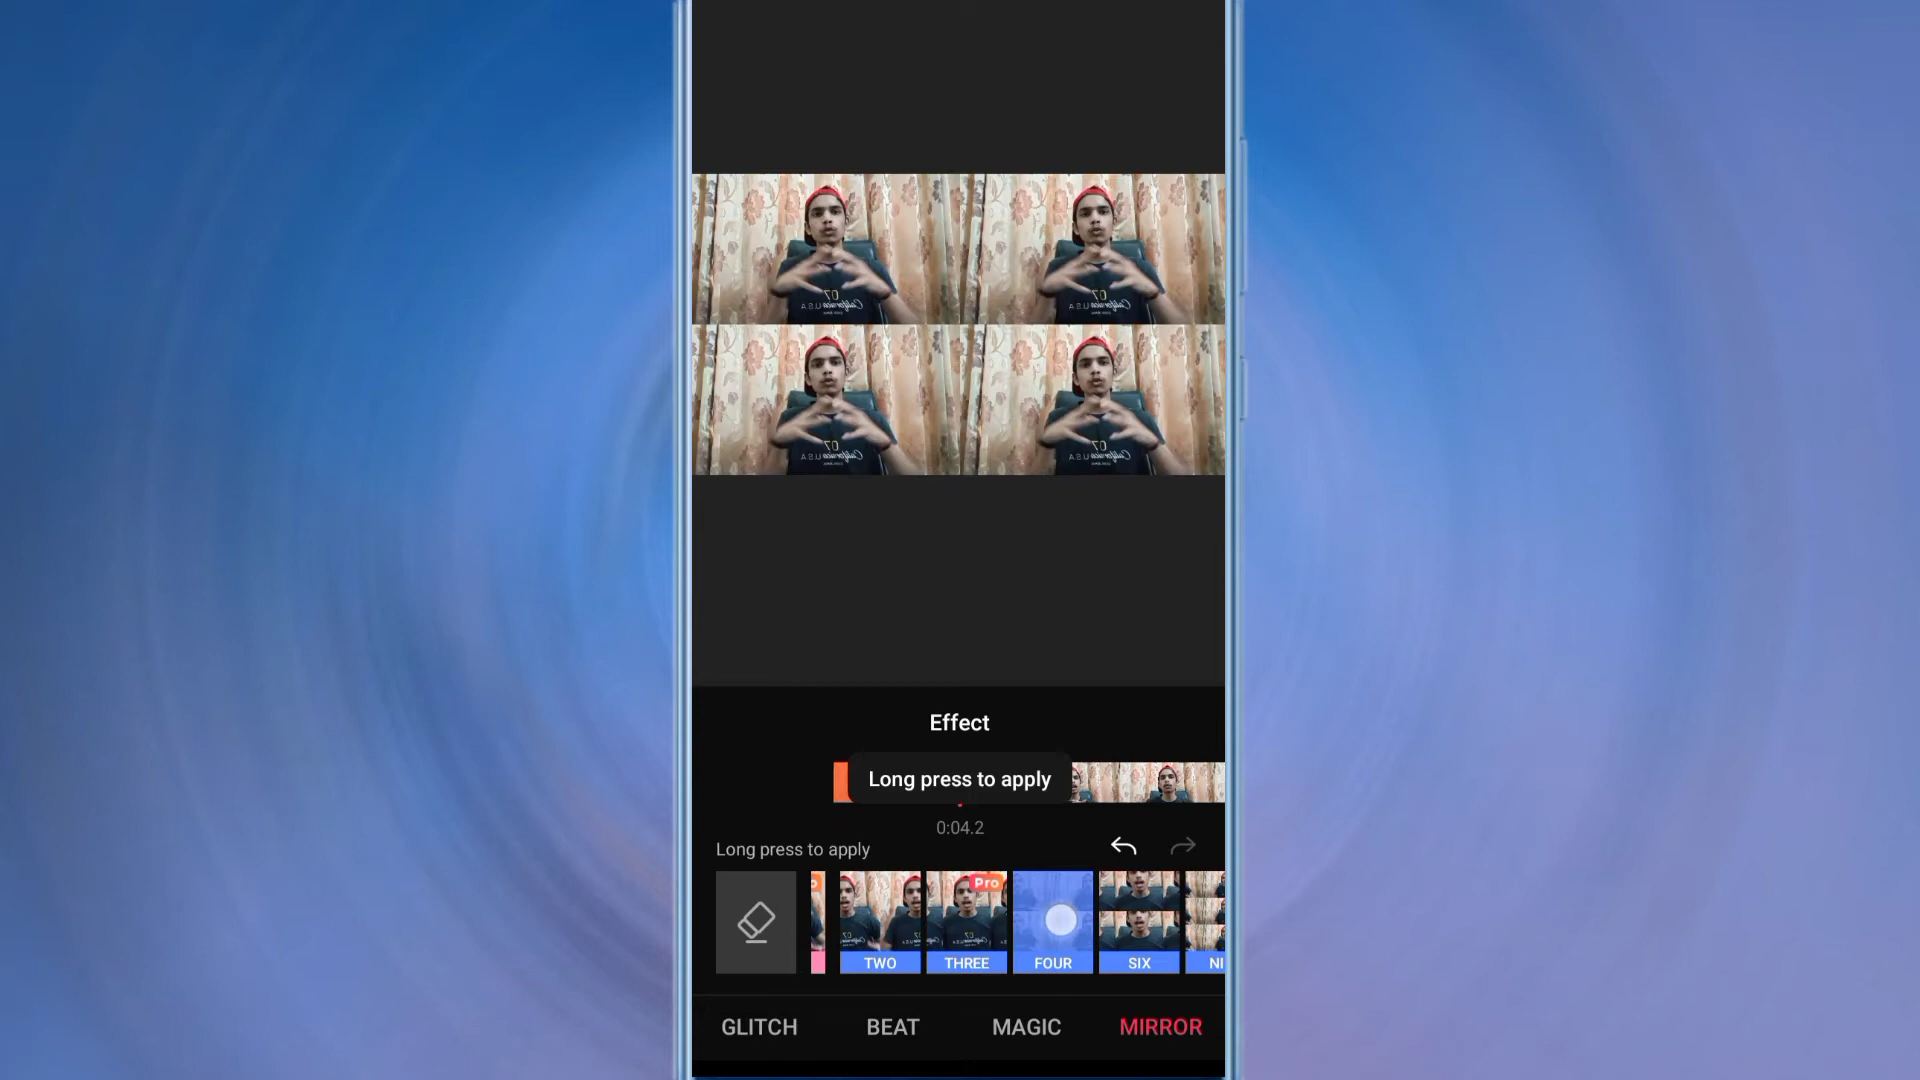 Effect
Long press to apply
0:04.2
Long press to apply
Pro
TWO
THREE
FOUR
SIX
NI
GLITCH
BEAT
MAGIC
MIRROR